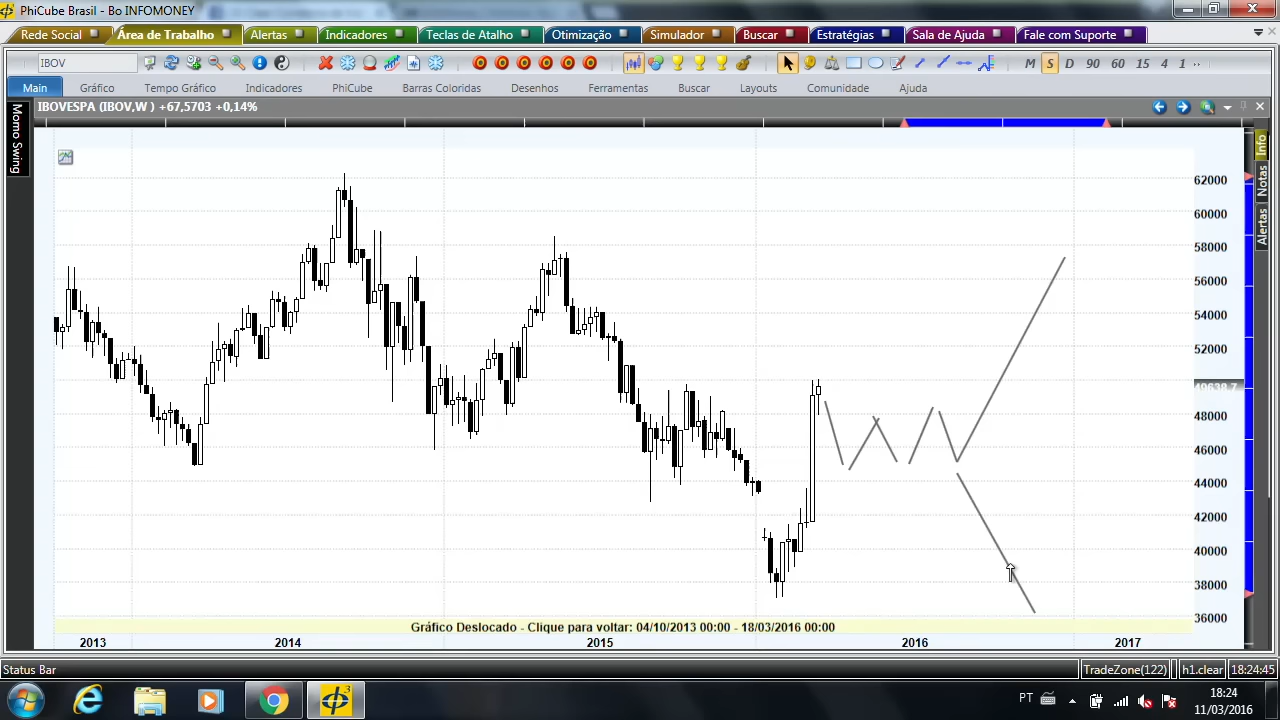 PhiCube Brasil - Bo INFOMONEY
Rede Social Área de Trabalho Alertas Indicadores Teclas de Atalho Otimização Simulador Buscar Estratégias Sala de Ajuda Fale com Suporte
IBOV M S D 90 60 15 4 1
Main Gráfico Tempo Gráfico Indicadores PhiCube Barras Coloridas Desenhos Ferramentas Buscar Layouts Comunidade Ajuda
IBOVESPA (IBOV,W ) +67,5703 +0,14%
Momo Swing
Info
Notas
Alertas
62000
60000
58000
56000
54000
52000
49638.7
48000
46000
44000
42000
40000
38000
36000
Gráfico Deslocado - Clique para voltar: 04/10/2013 00:00 - 18/03/2016 00:00
2013 2014 2015 2016 2017
Status Bar TradeZone(122) h1.clear 18:24:45
PT 18:24
11/03/2016